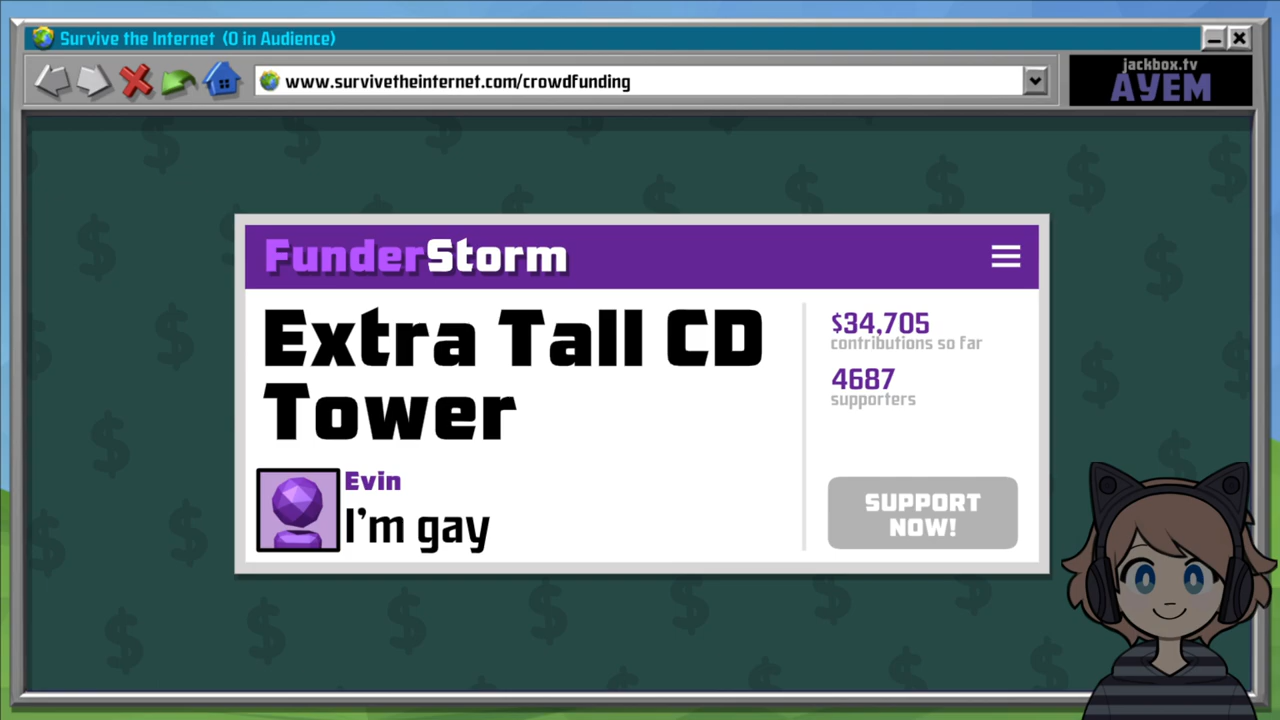 Survive the Internet (0 in Audience)
www.survivetheinternet.com/crowdfunding
jackbox.tv
AYEM
FunderStorm
Extra Tall CD
Tower
Evin
I'm gay
$34,705
contributions so far
4687
supporters
SUPPORT
NOW!